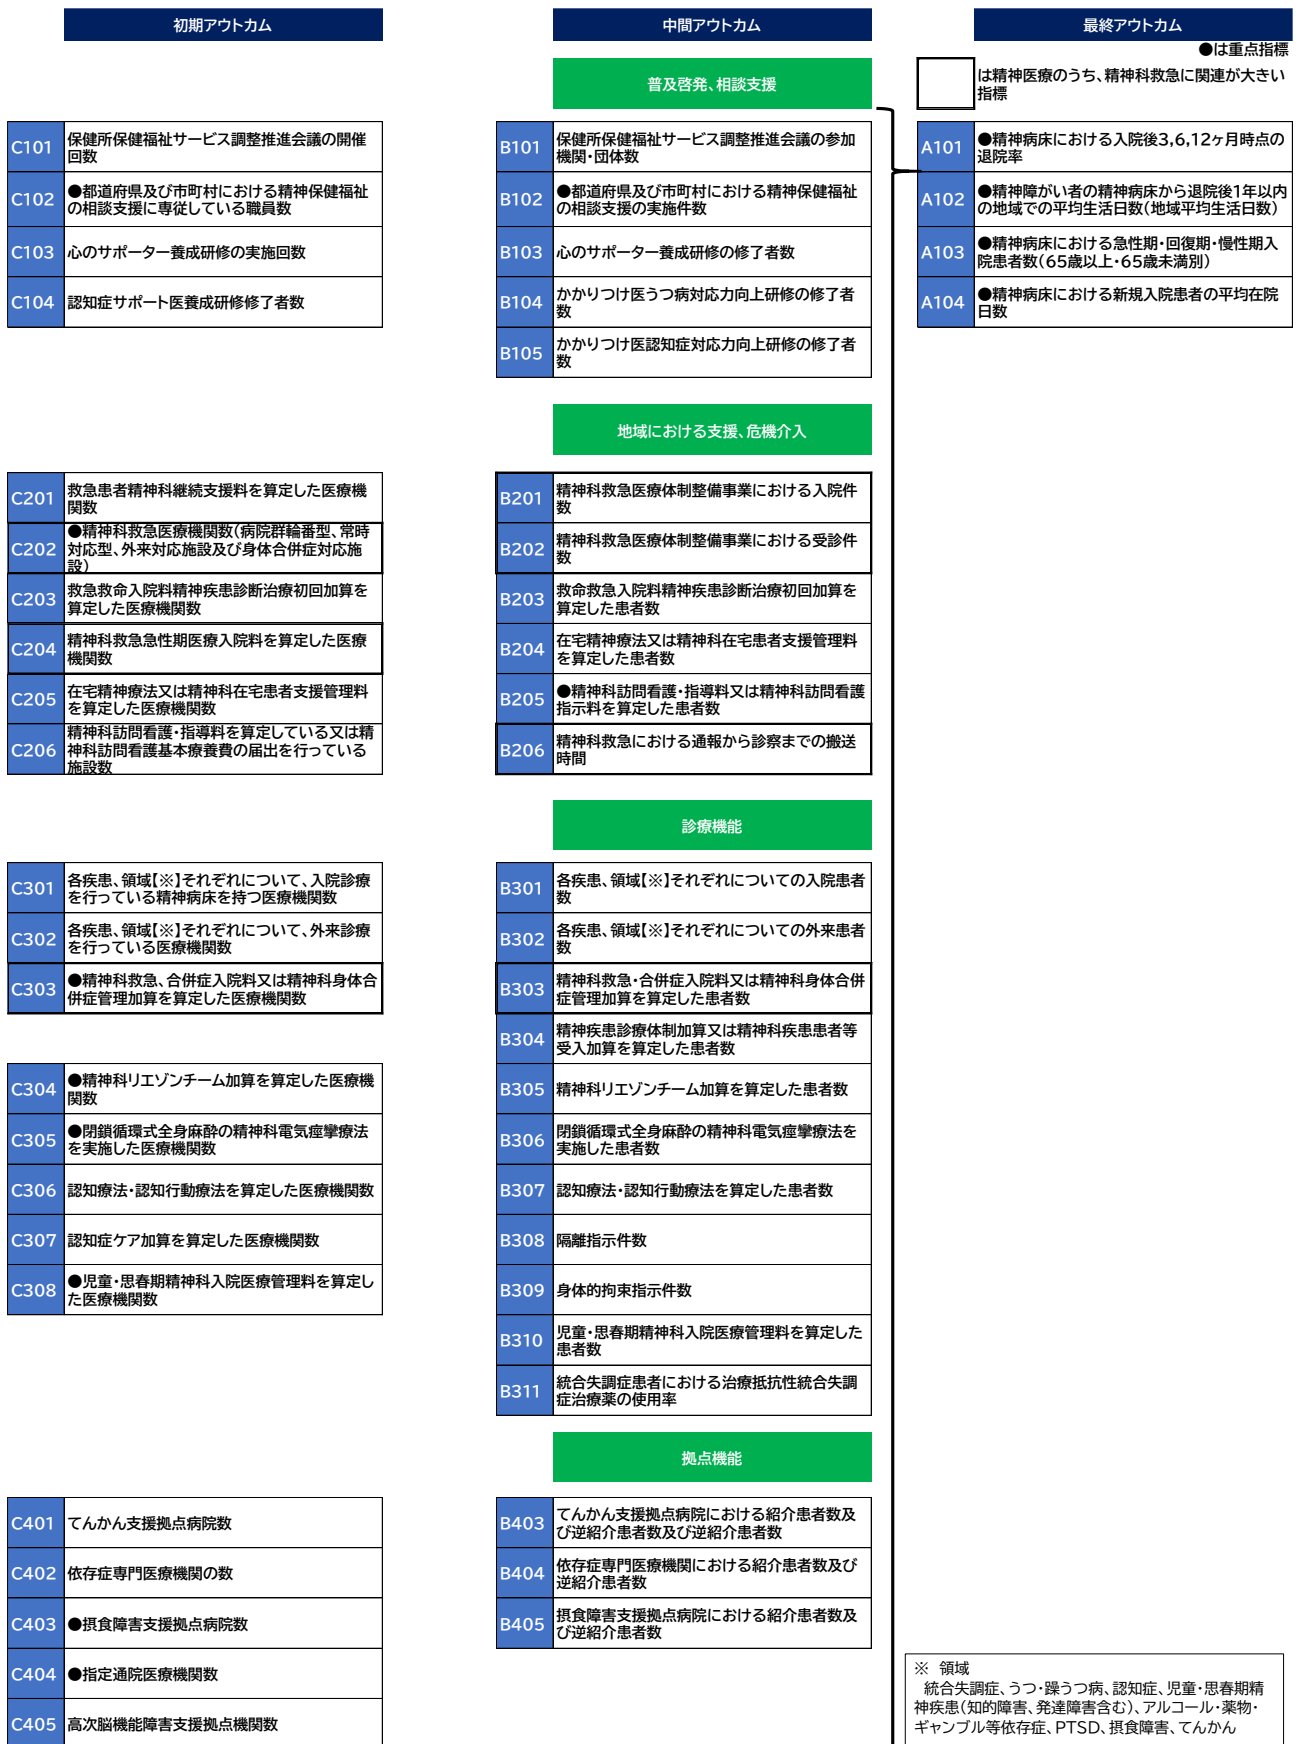 初期アウトカム
中間アウトカム
最終アウトカム
●は重点指標
は精神医療のうち、精神科救急に関連が大きい
指標
普及啓発、相談支援
C101
保健所保健福祉サービス調整推進会議の開催
回数
C102
●都道府県及び市町村における精神保健福祉
の相談支援に専従している職員数
C103
心のサポーター養成研修の実施回数
C104
認知症サポート医養成研修修了者数
B101
保健所保健福祉サービス調整推進会議の参加
機関・団体数
B102
●都道府県及び市町村における精神保健福祉
の相談支援の実施件数
B103
心のサポーター養成研修の修了者数
B104
かかりつけ医うつ病対応力向上研修の修了者
数
B105
かかりつけ医認知症対応力向上研修の修了者
数
A101
●精神病床における入院後3,6,12ヶ月時点の
退院率
A102
●精神障がい者の精神病床から退院後1年以内
の地域での平均生活日数(地域平均生活日数)
A103
●精神病床における急性期・回復期・慢性期入
院患者数(65歳以上・65歳未満別)
A104
●精神病床における新規入院患者の平均在院
日数
地域における支援、危機介入
C201
救急患者精神科継続支援料を算定した医療機
関数
C202
●精神科救急医療機関数(病院群輪番型、常時
対応型、外来対応施設及び身体合併症対応施
設)
C203
救急救命入院料精神疾患診断治療初回加算を
算定した医療機関数
C204
精神科救急急性期医療入院料を算定した医療
機関数
C205
在宅精神療法又は精神科在宅患者支援管理料
を算定した医療機関数
C206
精神科訪問看護・指導料を算定している又は精
神科訪問看護基本療養費の届出を行っている
施設数
B201
精神科救急医療体制整備事業における入院件
数
B202
精神科救急医療体制整備事業における受診件
数
B203
救命救急入院料精神疾患診断治療初回加算を
算定した患者数
B204
在宅精神療法又は精神科在宅患者支援管理料
を算定した患者数
B205
●精神科訪問看護・指導料又は精神科訪問看護
指示料を算定した患者数
B206
精神科救急における通報から診察までの搬送
時間
診療機能
C301
各疾患、領域【※】それぞれについて、入院診療
を行っている精神病床を持つ医療機関数
C302
各疾患、領域【※】それぞれについて、外来診療
を行っている医療機関数
C303
●精神科救急、合併症入院料又は精神科身体合
併症管理加算を算定した医療機関数
C304
●精神科リエゾンチーム加算を算定した医療機
関数
C305
●閉鎖循環式全身麻酔の精神科電気痙攣療法
を実施した医療機関数
C306
認知療法・認知行動療法を算定した医療機関数
C307
認知症ケア加算を算定した医療機関数
C308
●児童・思春期精神科入院医療管理料を算定し
た医療機関数
B301
各疾患、領域【※】それぞれについての入院患者
数
B302
各疾患、領域【※】それぞれについての外来患者
数
B303
精神科救急・合併症入院料又は精神科身体合併
症管理加算を算定した患者数
B304
精神疾患診療体制加算又は精神科疾患患者等
受入加算を算定した患者数
B305
精神科リエゾンチーム加算を算定した患者数
B306
閉鎖循環式全身麻酔の精神科電気痙攣療法を
実施した患者数
B307
認知療法・認知行動療法を算定した患者数
B308
隔離指示件数
B309
身体的拘束指示件数
B310
児童・思春期精神科入院医療管理料を算定した
患者数
B311
統合失調症患者における治療抵抗性統合失調
症治療薬の使用率
拠点機能
C401
てんかん支援拠点病院数
C402
依存症専門医療機関の数
C403
●摂食障害支援拠点病院数
C404
●指定通院医療機関数
C405
高次脳機能障害支援拠点機関数
B403
てんかん支援拠点病院における紹介患者数及
び逆紹介患者数及び逆紹介患者数
B404
依存症専門医療機関における紹介患者数及び
逆紹介患者数
B405
摂食障害支援拠点病院における紹介患者数及
び逆紹介患者数
※ 領域
統合失調症、うつ・躁うつ病、認知症、児童・思春期精
神疾患(知的障害、発達障害含む)、アルコール・薬物・
ギャンブル等依存症、PTSD、摂食障害、てんかん